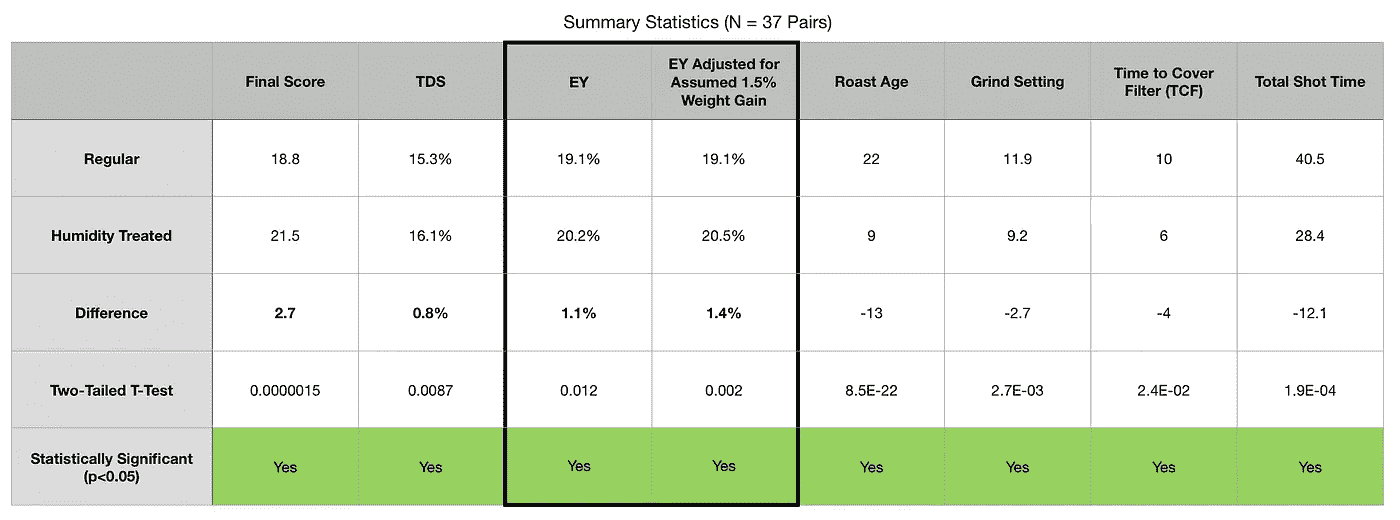 Summary Statistics (N = 37 Pairs)
Final Score TDS EY EY Adjusted for Assumed 1.5% Weight Gain Roast Age Grind Setting Time to Cover Filter (TCF) Total Shot Time
Regular 18.8 15.3% 19.1% 19.1% 22 11.9 10 40.5
Humidity Treated 21.5 16.1% 20.2% 20.5% 9 9.2 6 28.4
Difference 2.7 0.8% 1.1% 1.4% -13 -2.7 -4 -12.1
Two-Tailed T-Test 0.0000015 0.0087 0.012 0.002 8.5E-22 2.7E-03 2.4E-02 1.9E-04
Statistically Significant (p<0.05) Yes Yes Yes Yes Yes Yes Yes Yes